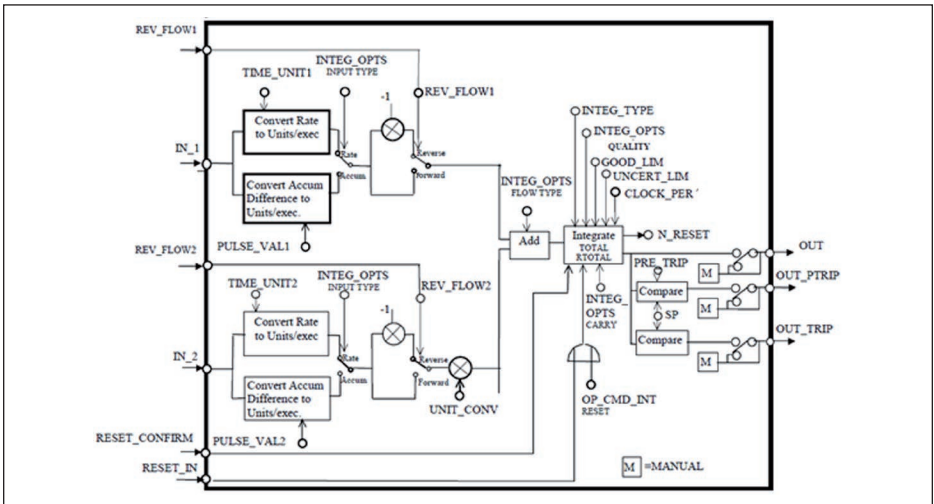 REV_FLOW1
TIME_UNIT1
INTEG_OPTS
INPUT TYPE
REV_FLOW1
-1
Convert Rate
to Units/exec
IN_1
Rate
Accum.
Reverse
Forward
Convert Accum
Difference to
Units/exec.
PULSE_VAL1
INTEG_TYPE
INTEG_OPTS
QUALITY
GOOD_LIM
UNCERT_LIM
CLOCK_PER
INTEG_OPTS
FLOW TYPE
Add
Integrate
TOTAL
RTOTAL
N_RESET
OUT
PRE_TRIP
M
Compare
OUT_PTRIP
M
SP
Compare
OUT_TRIP
M
INTEG_
OPTS
CARRY
REV_FLOW2
TIME_UNIT2
INTEG_OPTS
INPUT TYPE
REV_FLOW2
-1
Convert Rate
to Units/exec
IN_2
Rate
Accum.
Reverse
Forward
Convert Accum
Difference to
Units/exec.
PULSE_VAL2
UNIT_CONV
OP_CMD_INT
RESET
RESET_CONFIRM
RESET_IN
M =MANUAL